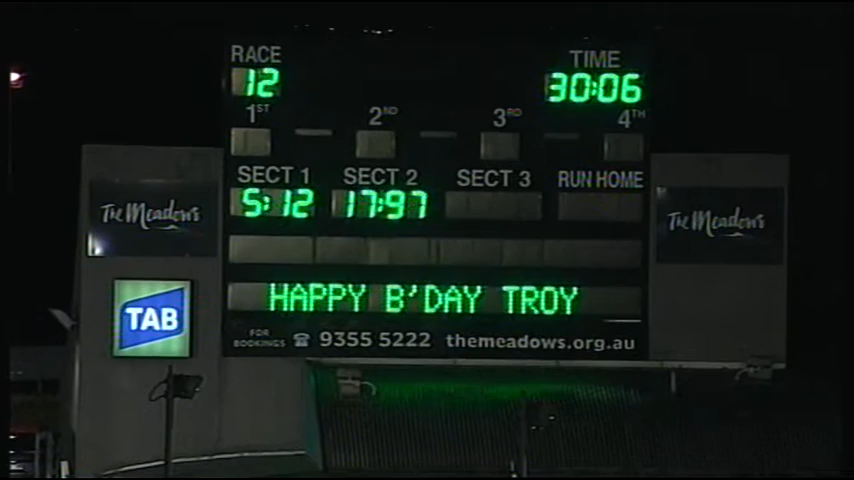 RACE
TIME
12
30:06
1ST
2ND
3RD
4TH
SECT 1
SECT 2
SECT 3
RUN HOME
5:12
17:97
The Meadows
The Meadows
HAPPY B'DAY TROY
TAB
FOR BOOKINGS ☎ 9355 5222 themeadows.org.au